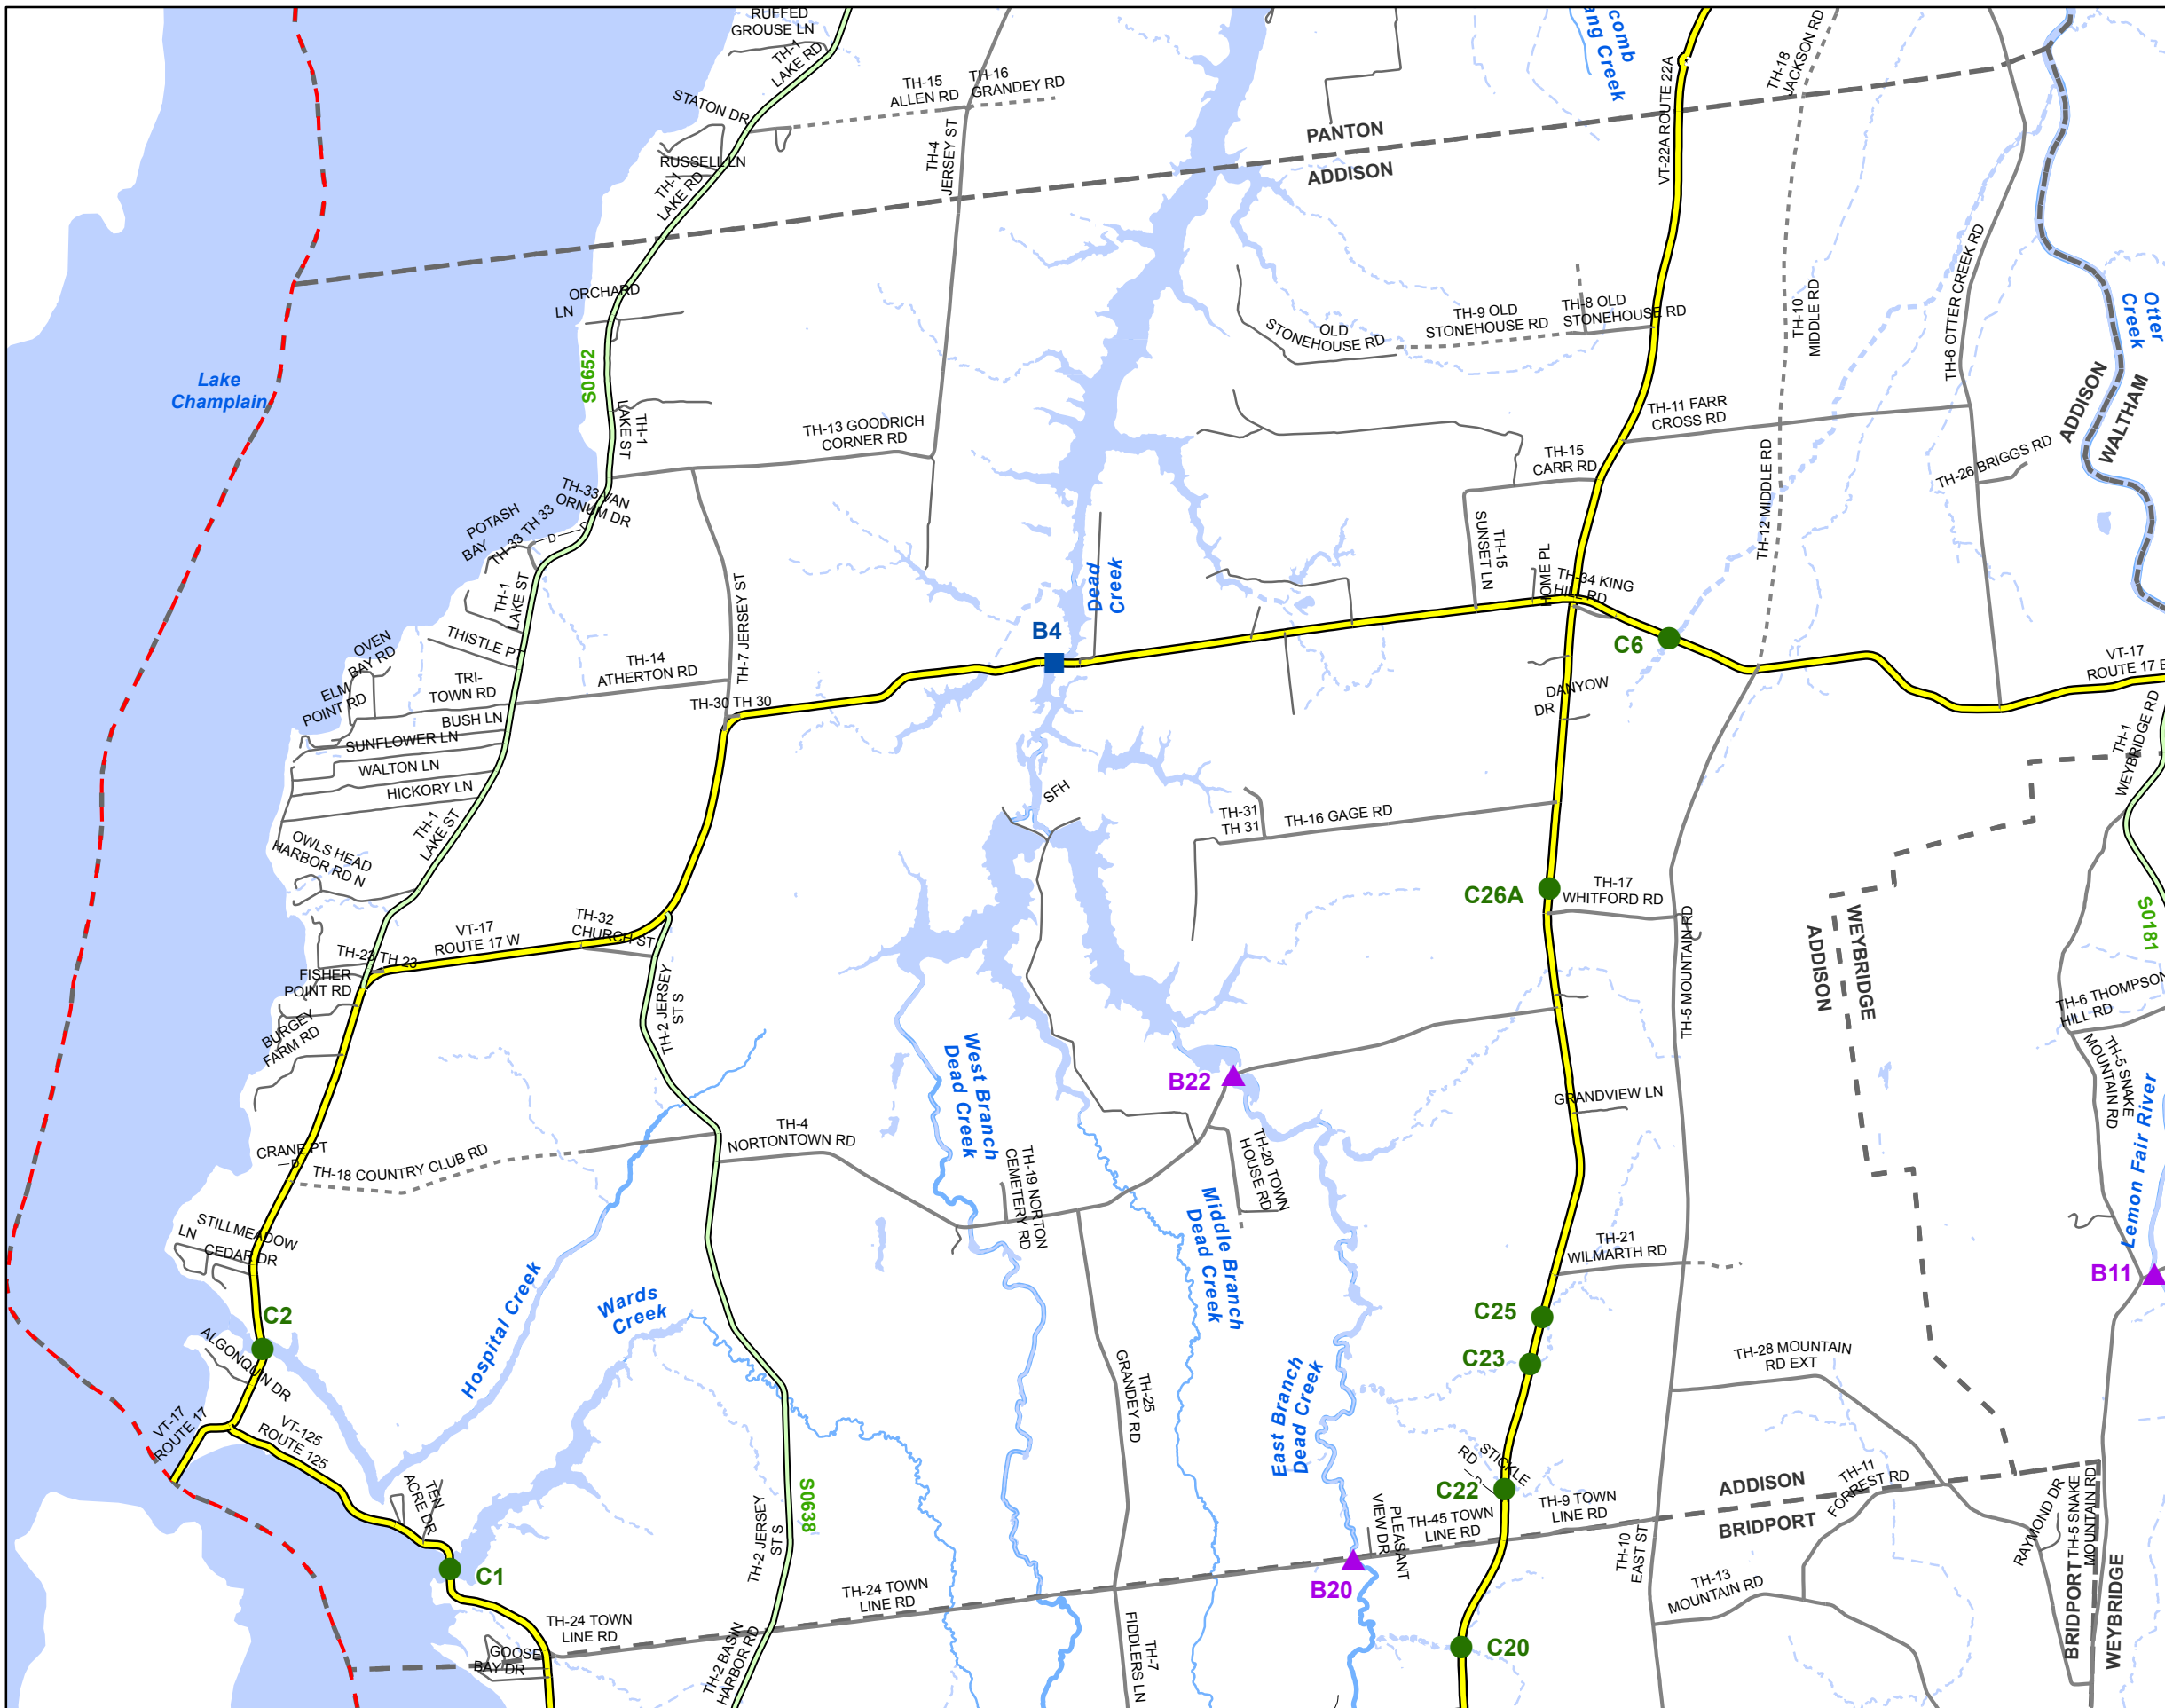 RUFFED
GROUSE LN
TH-1
LAKE RD
STATON DR
RUSSELL LN
TH-1
LAKE RD
TH-15
ALLEN RD
TH-16
GRANDEY RD
TH-4
JERSEY ST
PANTON
ADDISON
comb
ang Creek
VT-22A ROUTE 22A
TH-18
JACKSON RD
ORCHARD
LN
S0652
Lake
Champlain
TH-1
LAKE ST
TH-13 GOODRICH
CORNER RD
OLD
STONEHOUSE RD
TH-9 OLD
STONEHOUSE RD
TH-8 OLD
STONEHOUSE RD
TH-10
MIDDLE RD
TH-6 OTTER CREEK RD
Otter
Creek
ADDISON
WALTHAM
TH-11 FARR
CROSS RD
TH-15
CARR RD
TH-12 MIDDLE RD
TH-26 BRIGGS RD
TH-33 VAN
ORNUM DR
D
D
POTASH
BAY
TH-33 TH 33
TH-1
LAKE ST
THISTLE PT
OVEN
BAY RD
ELM
POINT RD
TRI-
TOWN RD
BUSH LN
SUNFLOWER LN
WALTON LN
HICKORY LN
TH-14
ATHERTON RD
TH-7 JERSEY ST
TH-30 TH 30
B4
Dead
Creek
TH-15
SUNSET LN
HOME PL
TH-34 KING
HILL RD
C6
VT-17
ROUTE 17 E
DANYOW
DR
TH-1
WEYBRIDGE RD
TH-1
LAKE ST
OWLS HEAD
HARBOR RD N
SFH
TH-31
TH 31
TH-16 GAGE RD
C26A
TH-17
WHITFORD RD
TH-5 MOUNTAIN RD
WEYBRIDGE
ADDISON
S0181
VT-17
ROUTE 17 W
TH-32
CHURCH ST
TH-23 TH 23
FISHER
POINT RD
BURGEY
FARM RD
TH-2 JERSEY
ST S
TH-6 THOMPSON
HILL RD
TH-5 SNAKE
MOUNTAIN RD
West Branch
Dead Creek
B22
GRANDVIEW LN
Lemon Fair River
CRANE PT
D
TH-18 COUNTRY CLUB RD
TH-4
NORTONTOWN RD
TH-19 NORTON
CEMETERY RD
TH-20 TOWN
HOUSE RD
Middle Branch
Dead Creek
STILLMEADOW
LN
CEDAR DR
TH-21
WILMARTH RD
B11
C2
ALGONQUIN DR
Hospital Creek
Wards
Creek
C25
C23
TH-28 MOUNTAIN
RD EXT
TH-25
GRANDEY RD
East Branch
Dead Creek
VT-17
ROUTE 17
VT-125
ROUTE 125
TEN
ACRE DR
S0638
TH-2 JERSEY
ST S
STICKLE
RD
D
C22
PLEASANT
VIEW DR
TH-45 TOWN
LINE RD
TH-9 TOWN
LINE RD
ADDISON
BRIDPORT
TH-11
FORREST RD
RAYMOND DR
TH-5 SNAKE
MOUNTAIN RD
C1
B20
TH-10
EAST ST
TH-13
MOUNTAIN RD
TH-24 TOWN
LINE RD
TH-24 TOWN
LINE RD
GOOSE
BAY DR
TH-2 BASIN
HARBOR RD
TH-7
FIDDLERS LN
C20
BRIDPORT
WEYBRIDGE